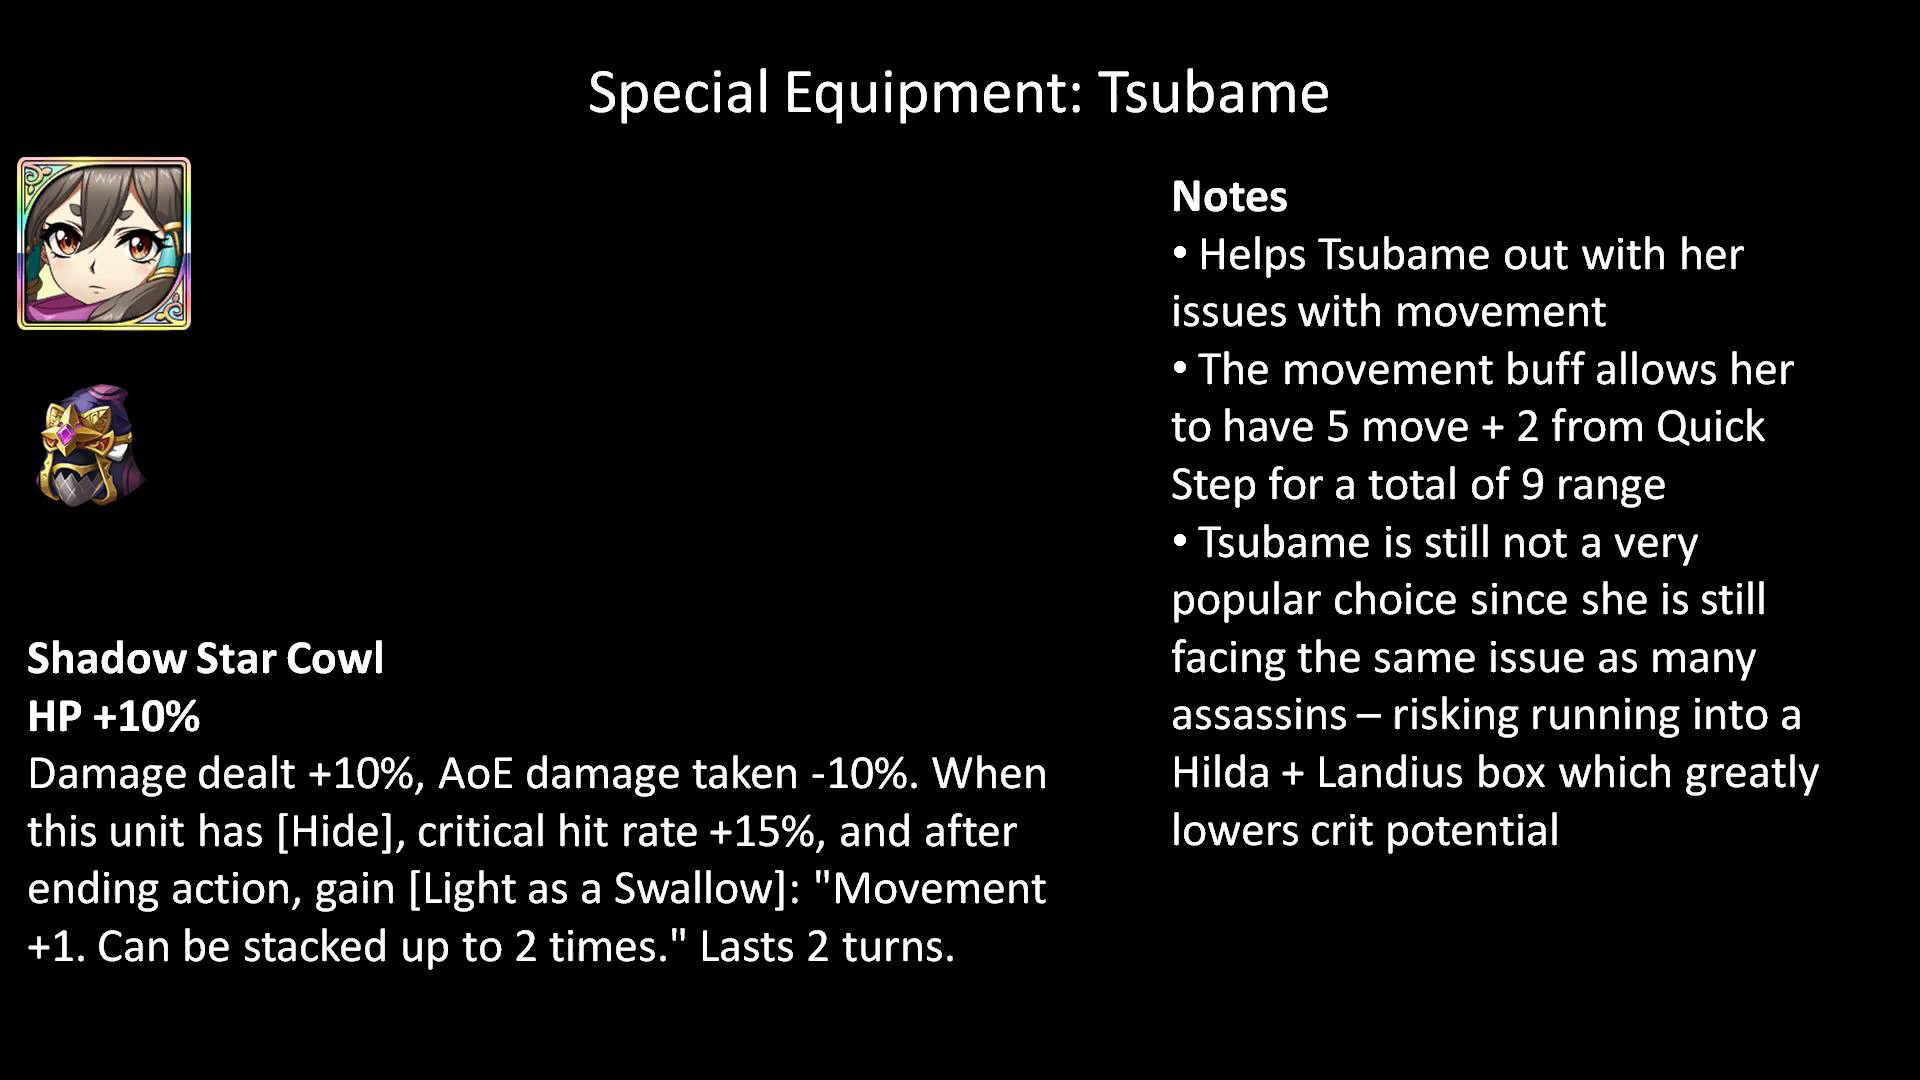 Special Equipment: Tsubame
Shadow Star Cowl
HP +10%
Damage dealt +10%, AoE damage taken -10%. When
this unit has [Hide], critical hit rate +15%, and after
ending action, gain [Light as a Swallow]: "Movement
+1. Can be stacked up to 2 times." Lasts 2 turns.
Notes
• Helps Tsubame out with her
issues with movement
• The movement buff allows her
to have 5 move + 2 from Quick
Step for a total of 9 range
• Tsubame is still not a very
popular choice since she is still
facing the same issue as many
assassins – risking running into a
Hilda + Landius box which greatly
lowers crit potential